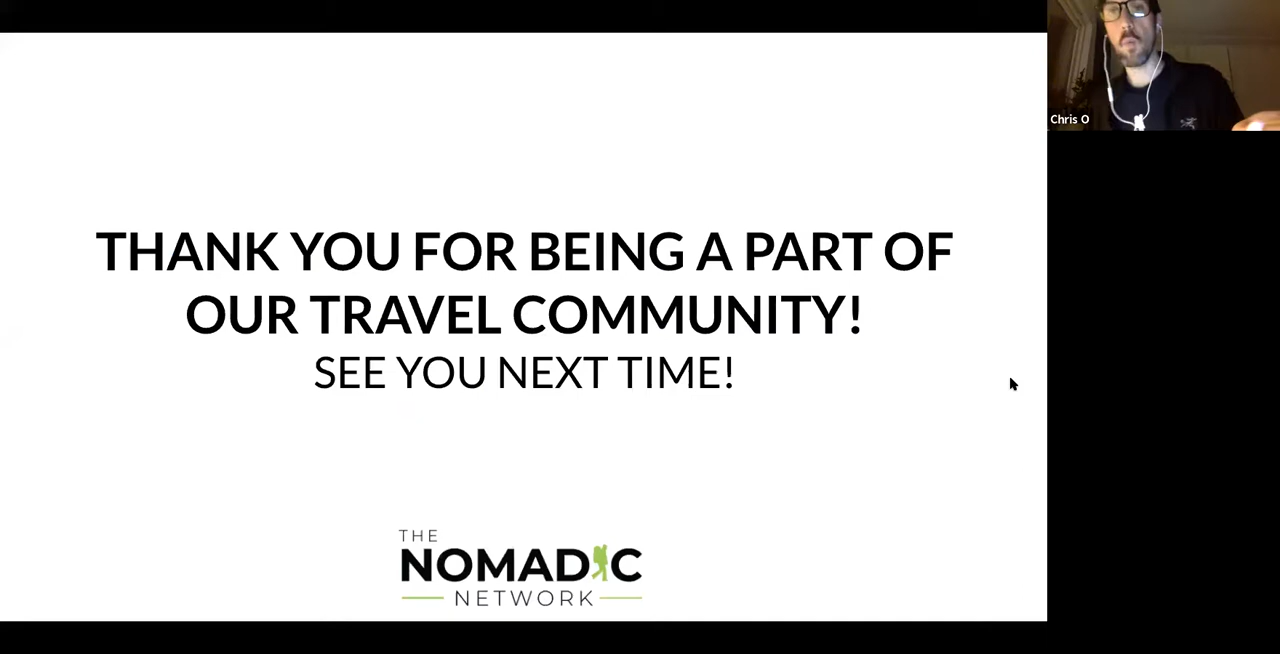 Chris O
THANK YOU FOR BEING A PART OF
OUR TRAVEL COMMUNITY!
SEE YOU NEXT TIME!
THE
NOMADIC
NETWORK